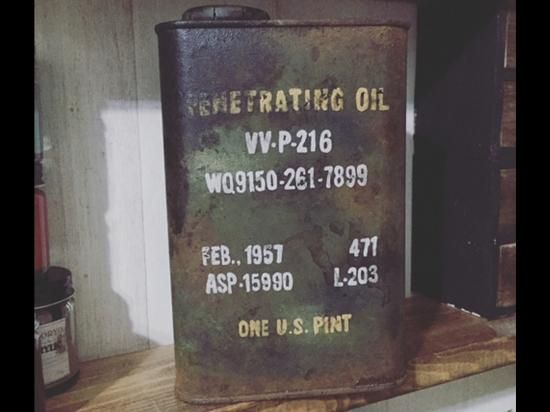 PENETRATING OIL
VV-P-216
WQ9150-261-7899
FEB., 1957 471
ASP-15990 L-203
ONE U.S. PINT